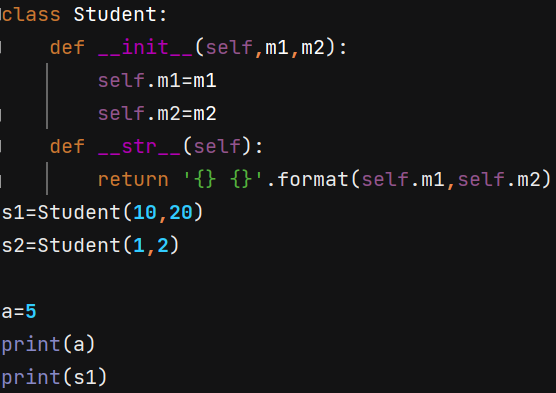 class Student:
    def __init__(self,m1,m2):
        self.m1=m1
        self.m2=m2
    def __str__(self):
        return '{} {}'.format(self.m1,self.m2)
s1=Student(10,20)
s2=Student(1,2)

a=5
print(a)
print(s1)